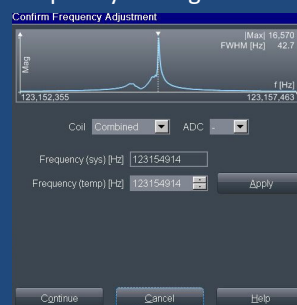 Confirm Frequency Adjustment
|Max| 16,570
FWHM [Hz] 42.7
Mag
f [Hz]
123,152,355 123,157,463
Coil Combined ADC -
Frequency (sys) [Hz] 123154914
Frequency (temp) [Hz] 123154914 Apply
Continue Cancel Help